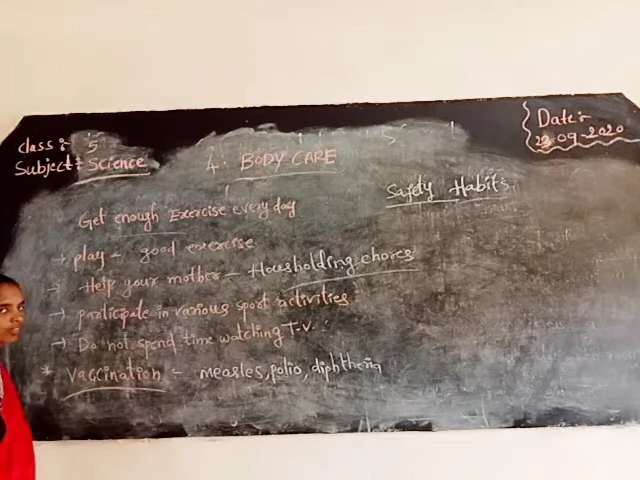 class: 5
Subject: Science
4. BODY CARE
Date:-
22-09-2020
Safety Habits
Get enough Exercise every day
→ play - good exercise
→ Help your mother - Housholding chores
→ participate in various sport activities
→ Do not spend time watching T.V.
* Vaccination - measles, polio, diphtheria